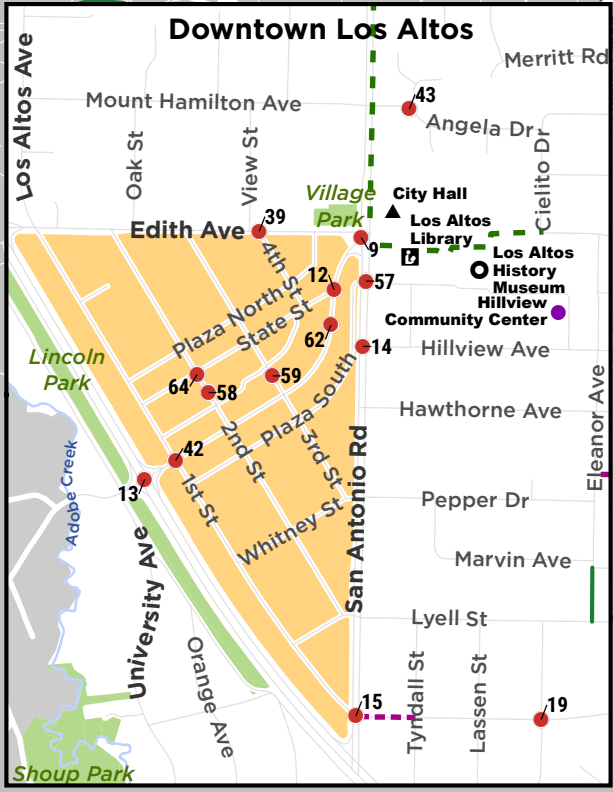 Downtown Los Altos
Los Altos Ave
Merritt Rd
Mount Hamilton Ave
43
Angela Dr
Oak St
View St
Cielito Dr
Village
Park
City Hall
Edith Ave
39
Los Altos
Library
9
4th St
Los Altos
History
Museum
12
57
Plaza North
State St
Hillview
Community Center
62
14
Hillview Ave
Lincoln
Park
64
58
59
Plaza South
Hawthorne Ave
Eleanor Ave
42
2nd St
3rd St
San Antonio Rd
Adobe Creek
13
1st St
Pepper Dr
Whitney St
University Ave
Marvin Ave
Lyell St
Orange Ave
Tyndall St
Lassen St
15
19
Shoup Park